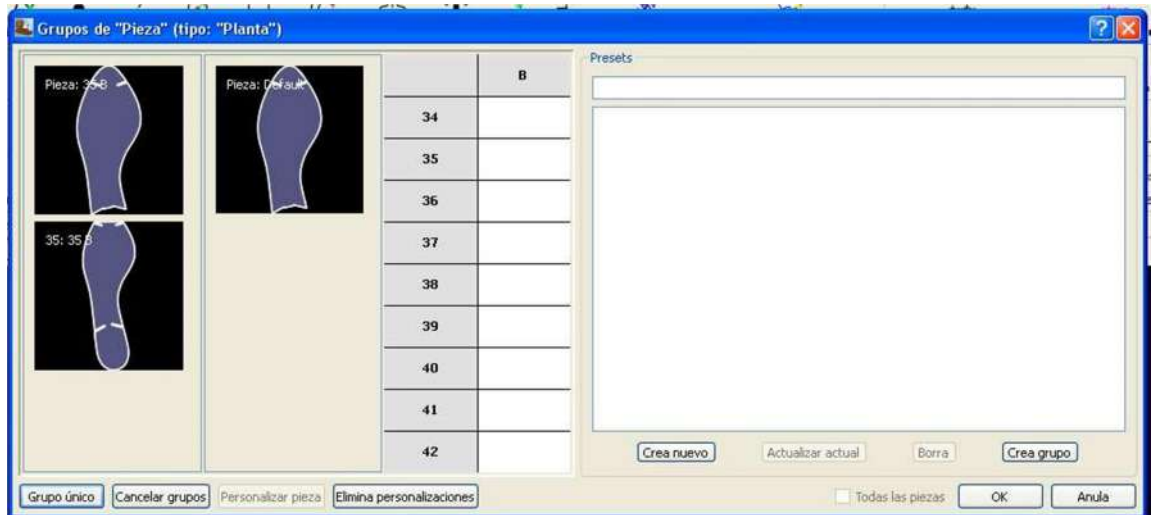 Grupos de "Pieza" (tipo: "Planta")
Pieza: 35 B
Pieza: Default
35: 35 B
B
34
35
36
37
38
39
40
41
42
Presets
Crea nuevo
Actualizar actual
Borra
Crea grupo
Grupo único
Cancelar grupos
Personalizar pieza
Elimina personalizaciones
Todas las piezas
OK
Anula